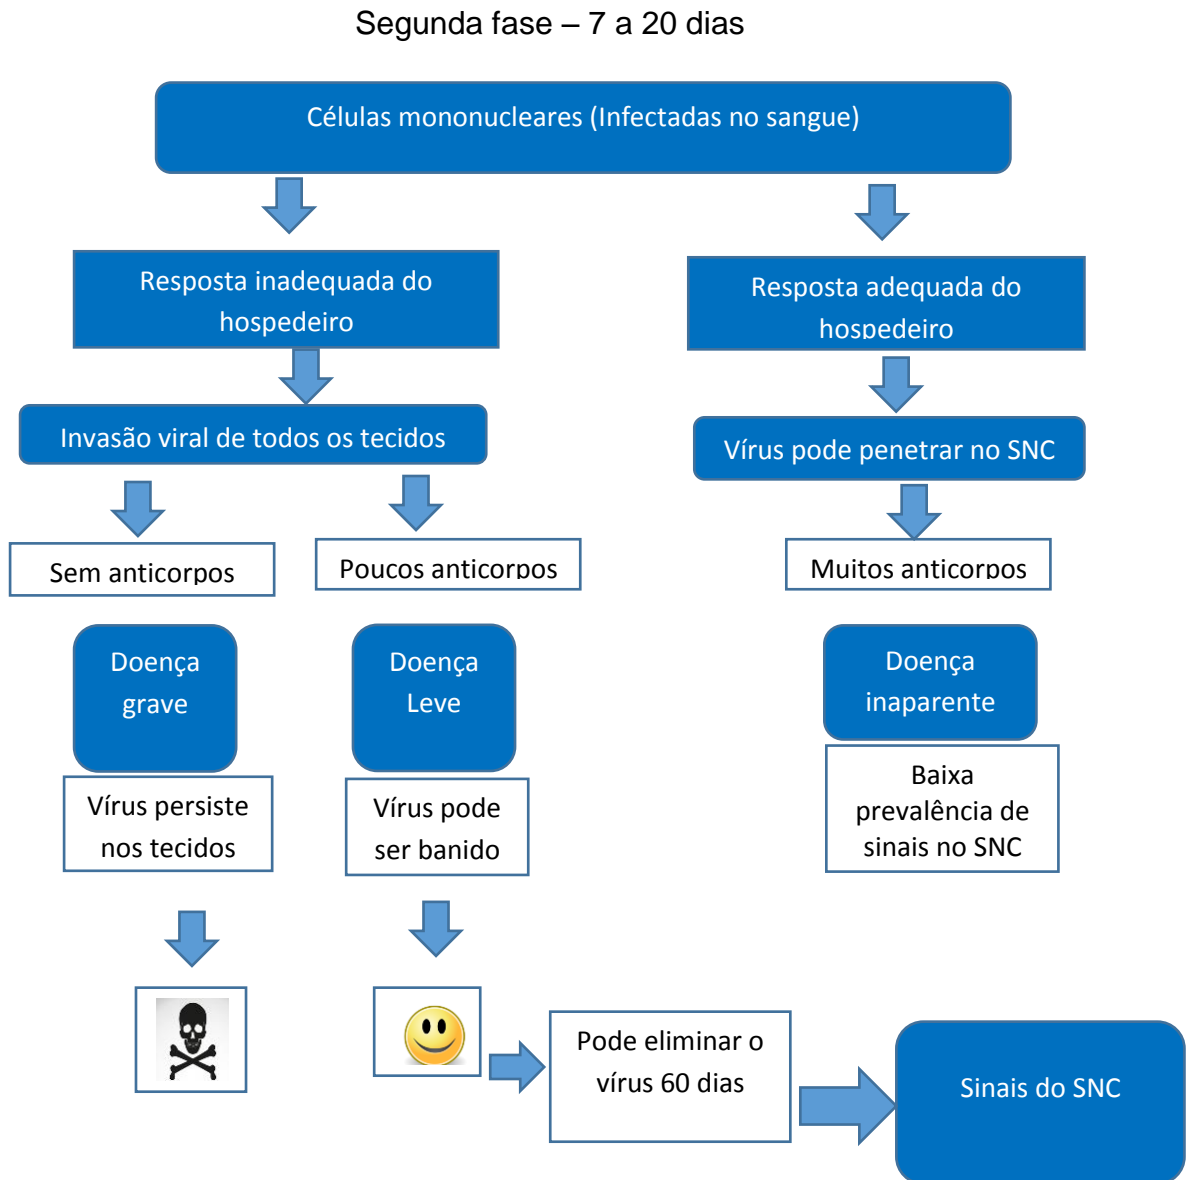 Segunda fase – 7 a 20 dias
Células mononucleares (Infectadas no sangue)
Resposta inadequada do
hospedeiro
Resposta adequada do
hospedeiro
Invasão viral de todos os tecidos
Vírus pode penetrar no SNC
Sem anticorpos
Poucos anticorpos
Muitos anticorpos
Doença
grave
Doença
Leve
Doença
inaparente
Vírus persiste
nos tecidos
Vírus pode
ser banido
Baixa
prevalência de
sinais no SNC
Pode eliminar o
vírus 60 dias
Sinais do SNC